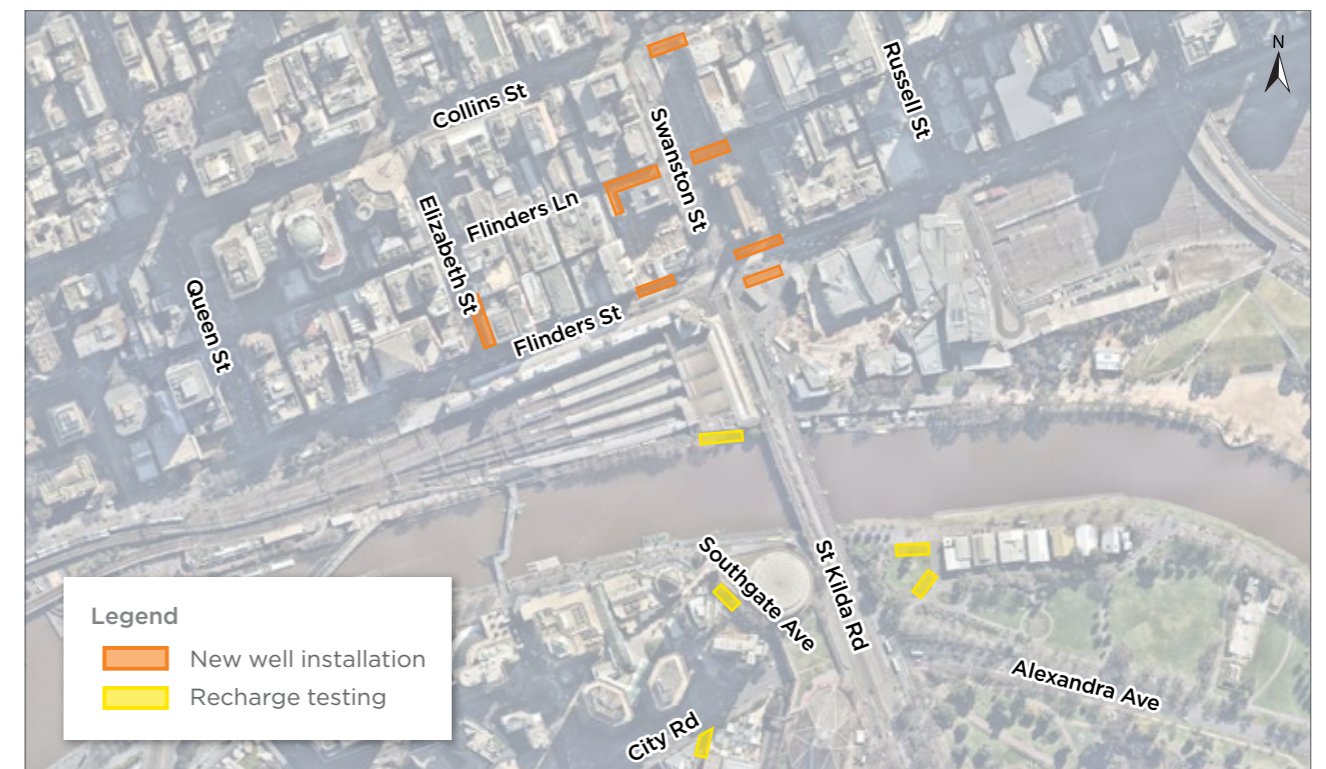 N
Collins St
Russell St
Swanston St
Flinders Ln
Elizabeth St
Queen St
Flinders St
Southgate Ave
St Kilda Rd
Alexandra Ave
City Rd
Legend
New well installation
Recharge testing